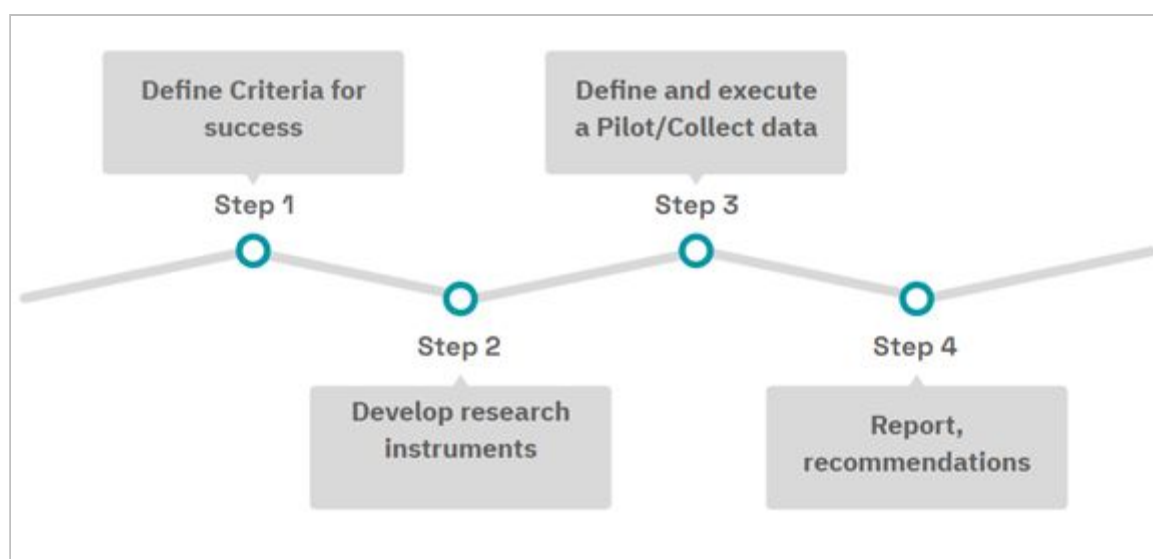 Define Criteria for
success
Step 1
Step 2
Develop research
instruments
Define and execute
a Pilot/Collect data
Step 3
Step 4
Report,
recommendations